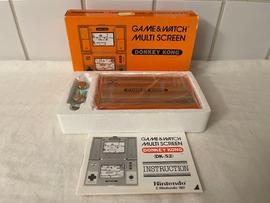 GAME & WATCH
MULTI SCREEN
DONKEY KONG
GAME & WATCH
MULTI SCREEN
DONKEY KONG
(DK-52)
INSTRUCTION
Nintendo